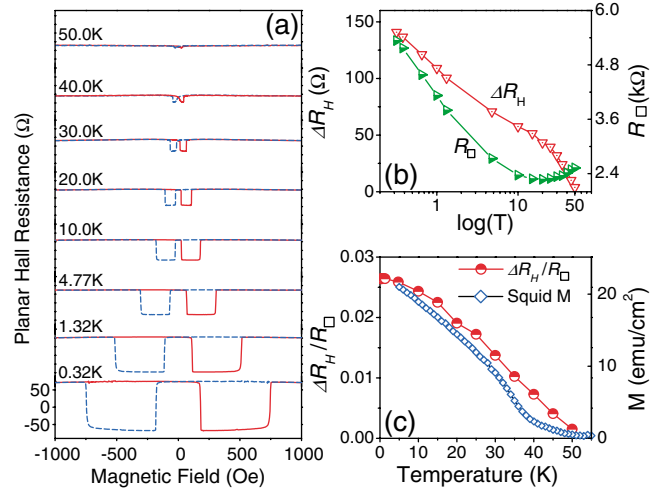 (a)
50.0K
40.0K
30.0K
20.0K
10.0K
4.77K
1.32K
0.32K
50
0
-50
-1000 -500 0 500 1000
Magnetic Field (Oe)
Planar Hall Resistance (Ω)
150
125
100
75
50
25
0
ΔR_H (Ω)
6.0
4.8
3.6
2.4
R□(kΩ)
ΔR_H
R□
(b)
1 10 50
log(T)
0.03
0.02
0.01
0.00
ΔR_H/R□
ΔR_H/R□
Squid M
20
10
0
M (emu/cm²)
(c)
0 10 20 30 40 50
Temperature (K)